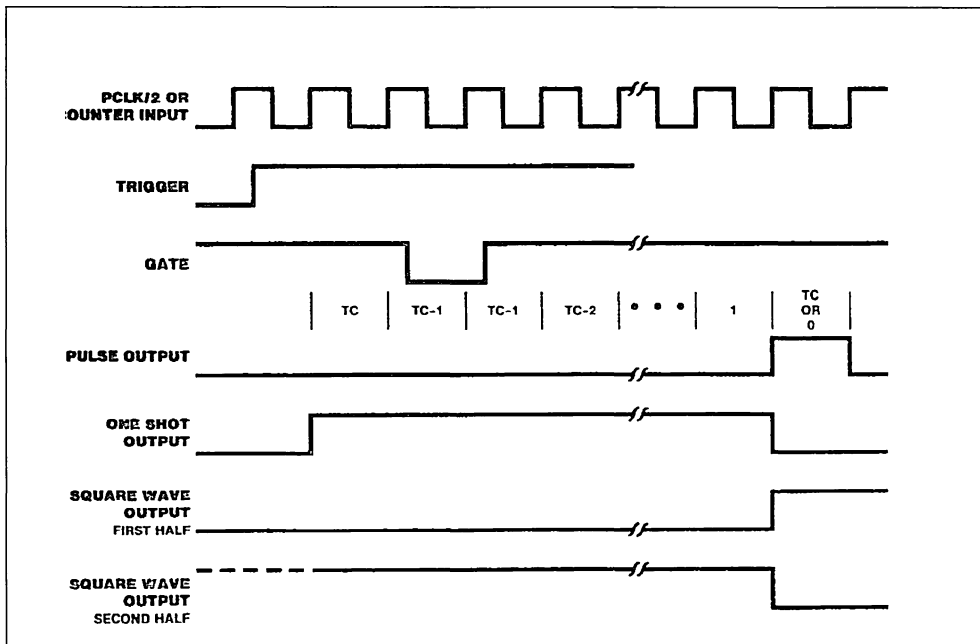 PCLK/2 OR
:OUNTER INPUT
TRIGGER
GATE
TC TC-1 TC-1 TC-2 • • • 1 TC
OR
0
PULSE OUTPUT
ONE SHOT
OUTPUT
SQUARE WAVE
OUTPUT
FIRST HALF
SQUARE WAVE
OUTPUT
SECOND HALF